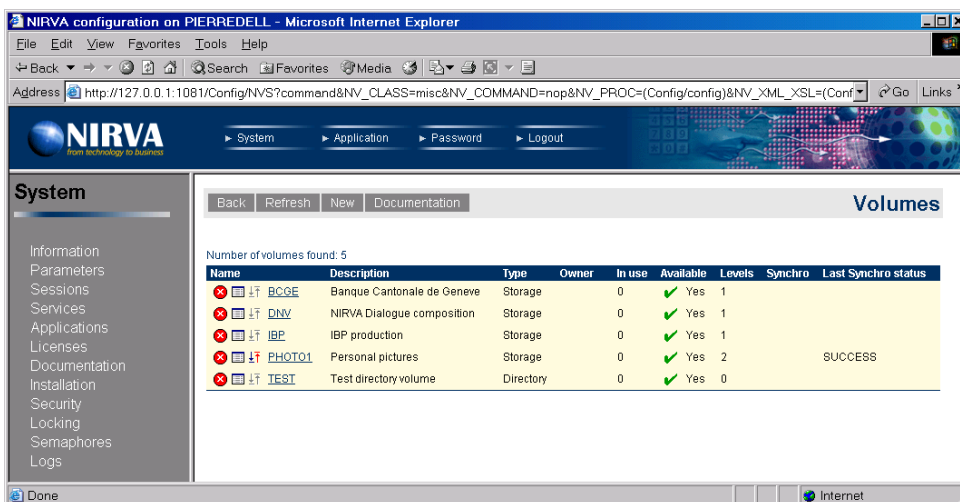 NIRVA configuration on PIERREDELL - Microsoft Internet Explorer
File Edit View Favorites Tools Help
Back Search Favorites Media
Address http://127.0.0.1:1081/Config/NVS?command&NV_CLASS=misc&NV_COMMAND=nop&NV_PROC=(Config/config)&NV_XML_XSL=(Conf Go Links
NIRVA
from technology to business
System Application Password Logout
System
Back Refresh New Documentation
Volumes
Information
Parameters
Sessions
Services
Applications
Licenses
Documentation
Installation
Security
Locking
Semaphores
Logs
Number of volumes found: 5
Name Description Type Owner In use Available Levels Synchro Last Synchro status
BCGE Banque Cantonale de Geneve Storage 0 Yes 1
DNV NIRVA Dialogue composition Storage 0 Yes 1
IBP IBP production Storage 0 Yes 1
PHOTO1 Personal pictures Storage 0 Yes 2 SUCCESS
TEST Test directory volume Directory 0 Yes 0
Done Internet